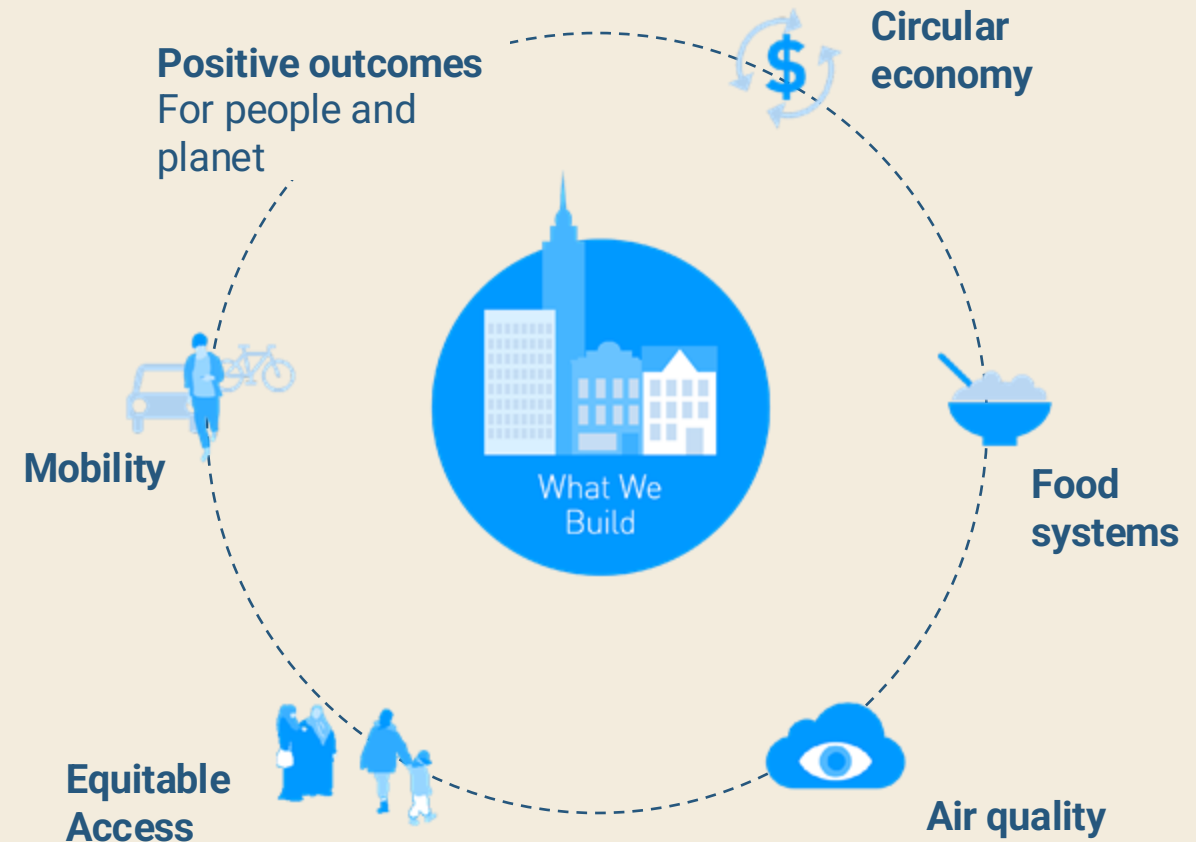 Positive outcomes
For people and
planet
Circular
economy
Mobility
What We
Build
Food
systems
Equitable
Access
Air quality